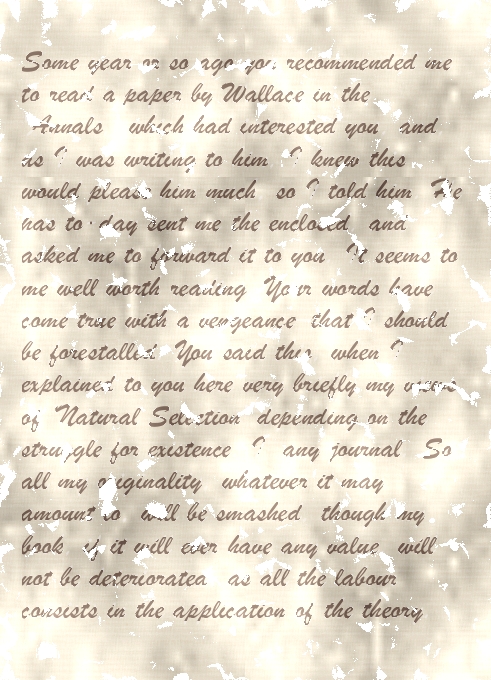 Some year or so ago you recommended me
to read a paper by Wallace in the
Annals which had interested you and
as I was writing to him I knew this
would please him much so I told him He
has to day sent me the enclosed and
asked me to forward it to you It seems to
me well worth reading Your words have
come true with a vengeance that I should
be forestalled You said this when I
explained to you here very briefly my views
of Natural Selection depending on the
struggle for existence I any journal So
all my originality whatever it may
amount to will be smashed though my
book if it will ever have any value will
not be deteriorated as all the labour
consists in the application of the theory